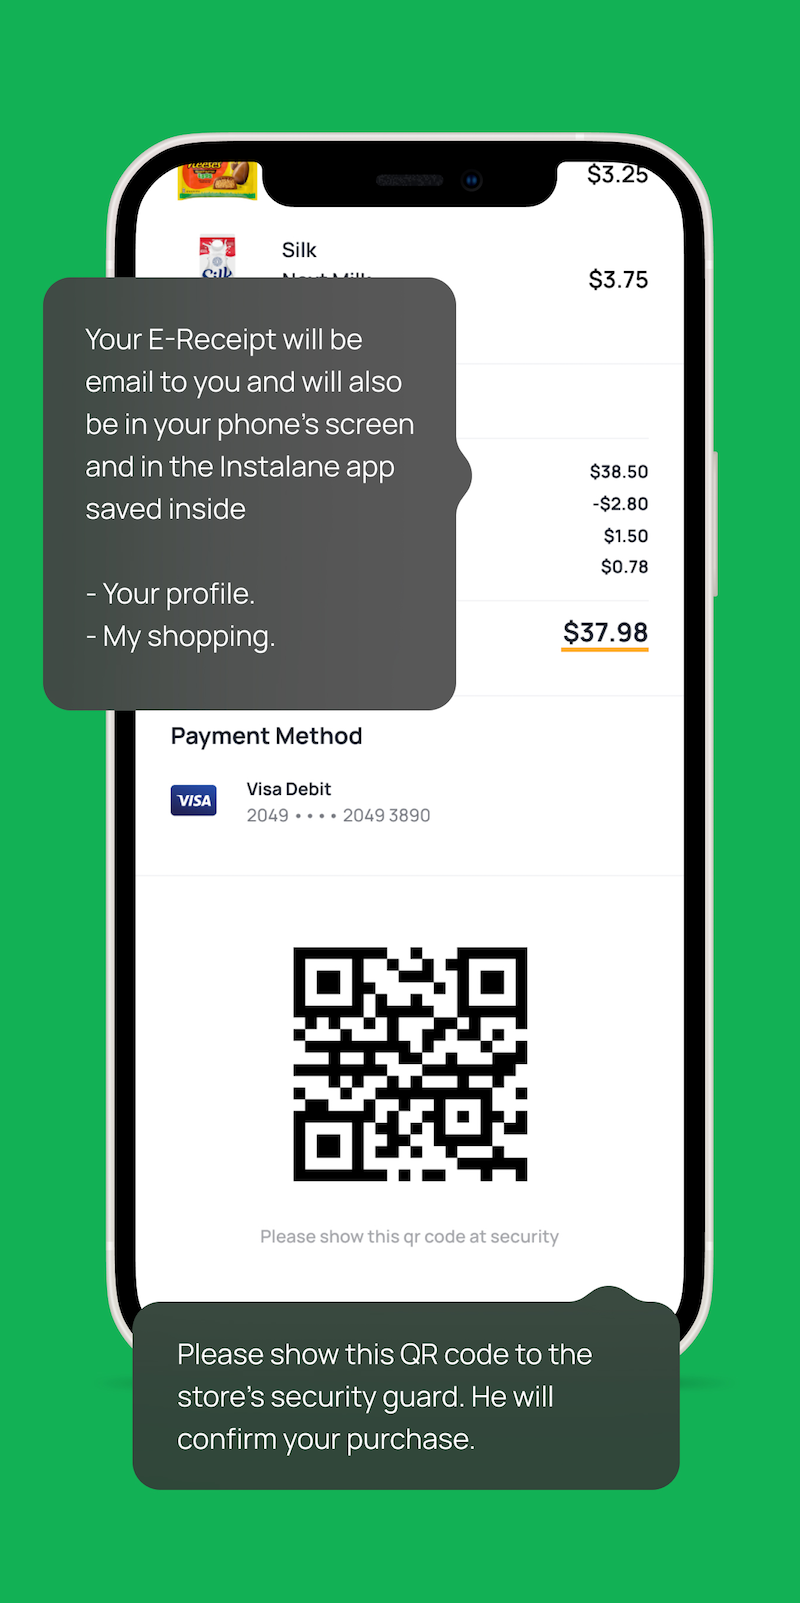 REESE'S
$3.25
Silk
$3.75
Silk
Your E-Receipt will be
email to you and will also
be in your phone's screen
and in the Instalane app
saved inside
- Your profile.
- My shopping.
$38.50
-$2.80
$1.50
$0.78
$37.98
Payment Method
VISA
Visa Debit
2049 •••• 2049 3890
Please show this qr code at security
Please show this QR code to the
store's security guard. He will
confirm your purchase.